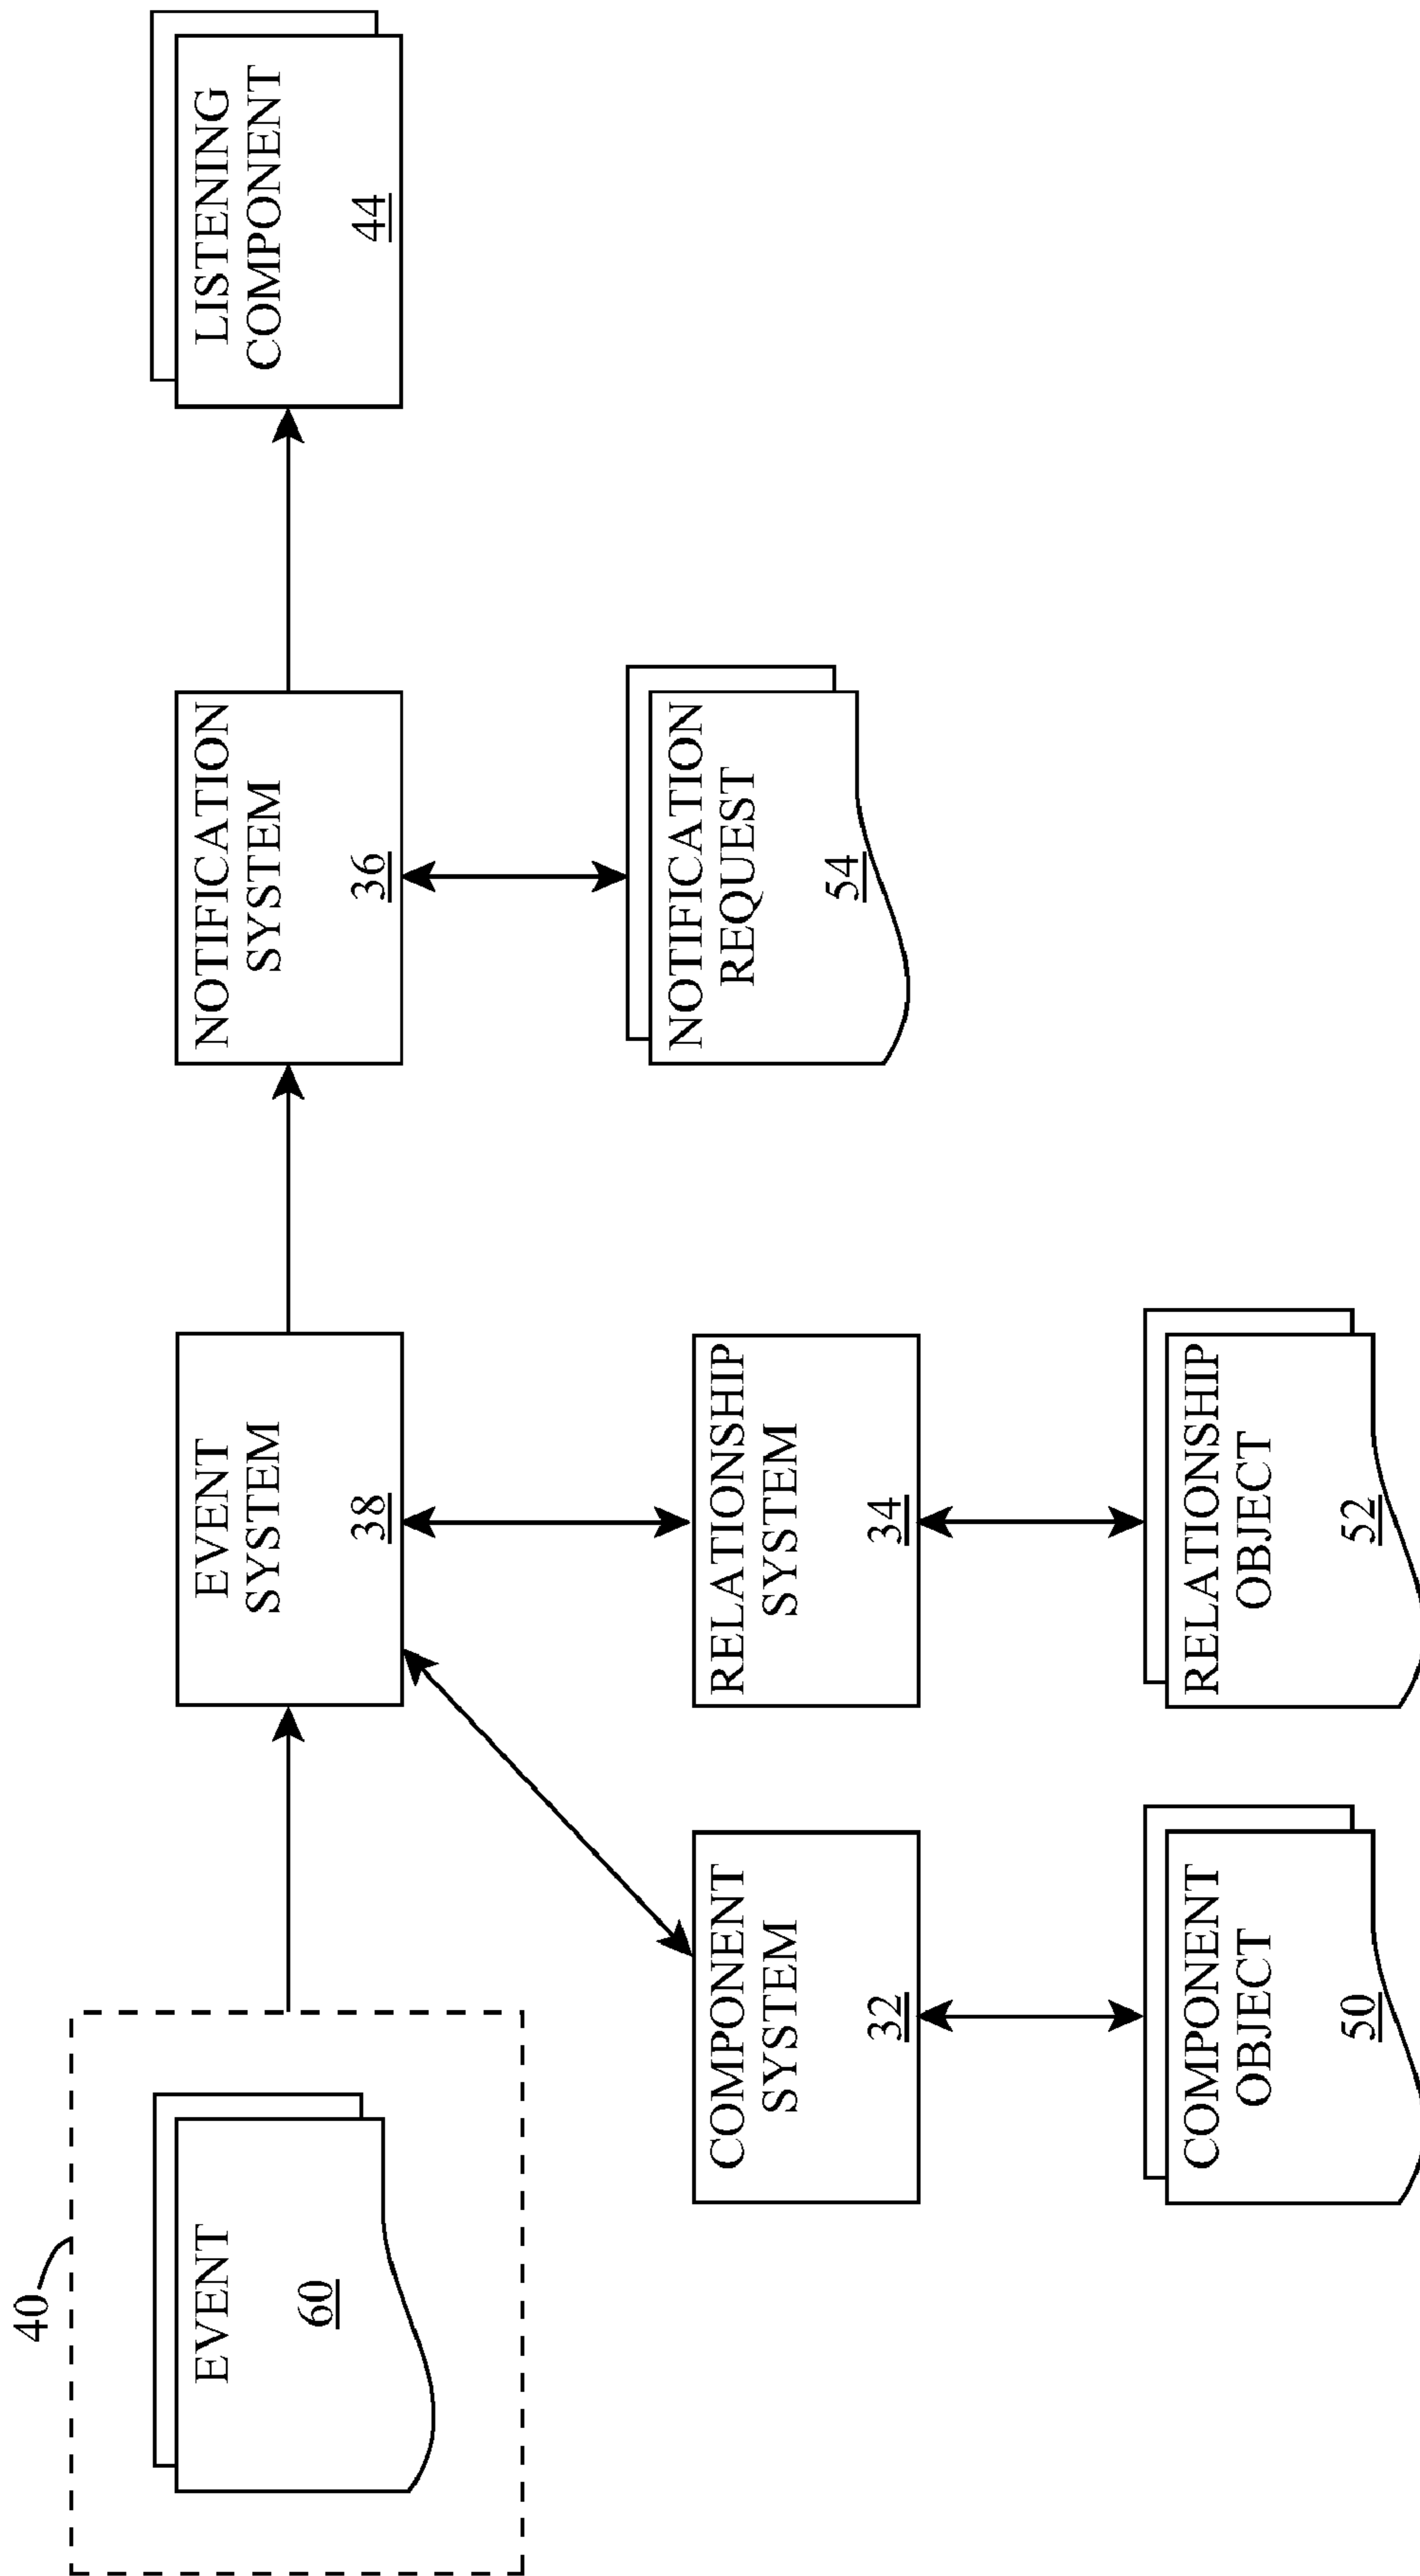 40
EVENT
60
EVENT
SYSTEM
38
NOTIFICATION
SYSTEM
36
LISTENING
COMPONENT
44
COMPONENT
SYSTEM
32
RELATIONSHIP
SYSTEM
34
NOTIFICATION
REQUEST
54
COMPONENT
OBJECT
50
RELATIONSHIP
OBJECT
52